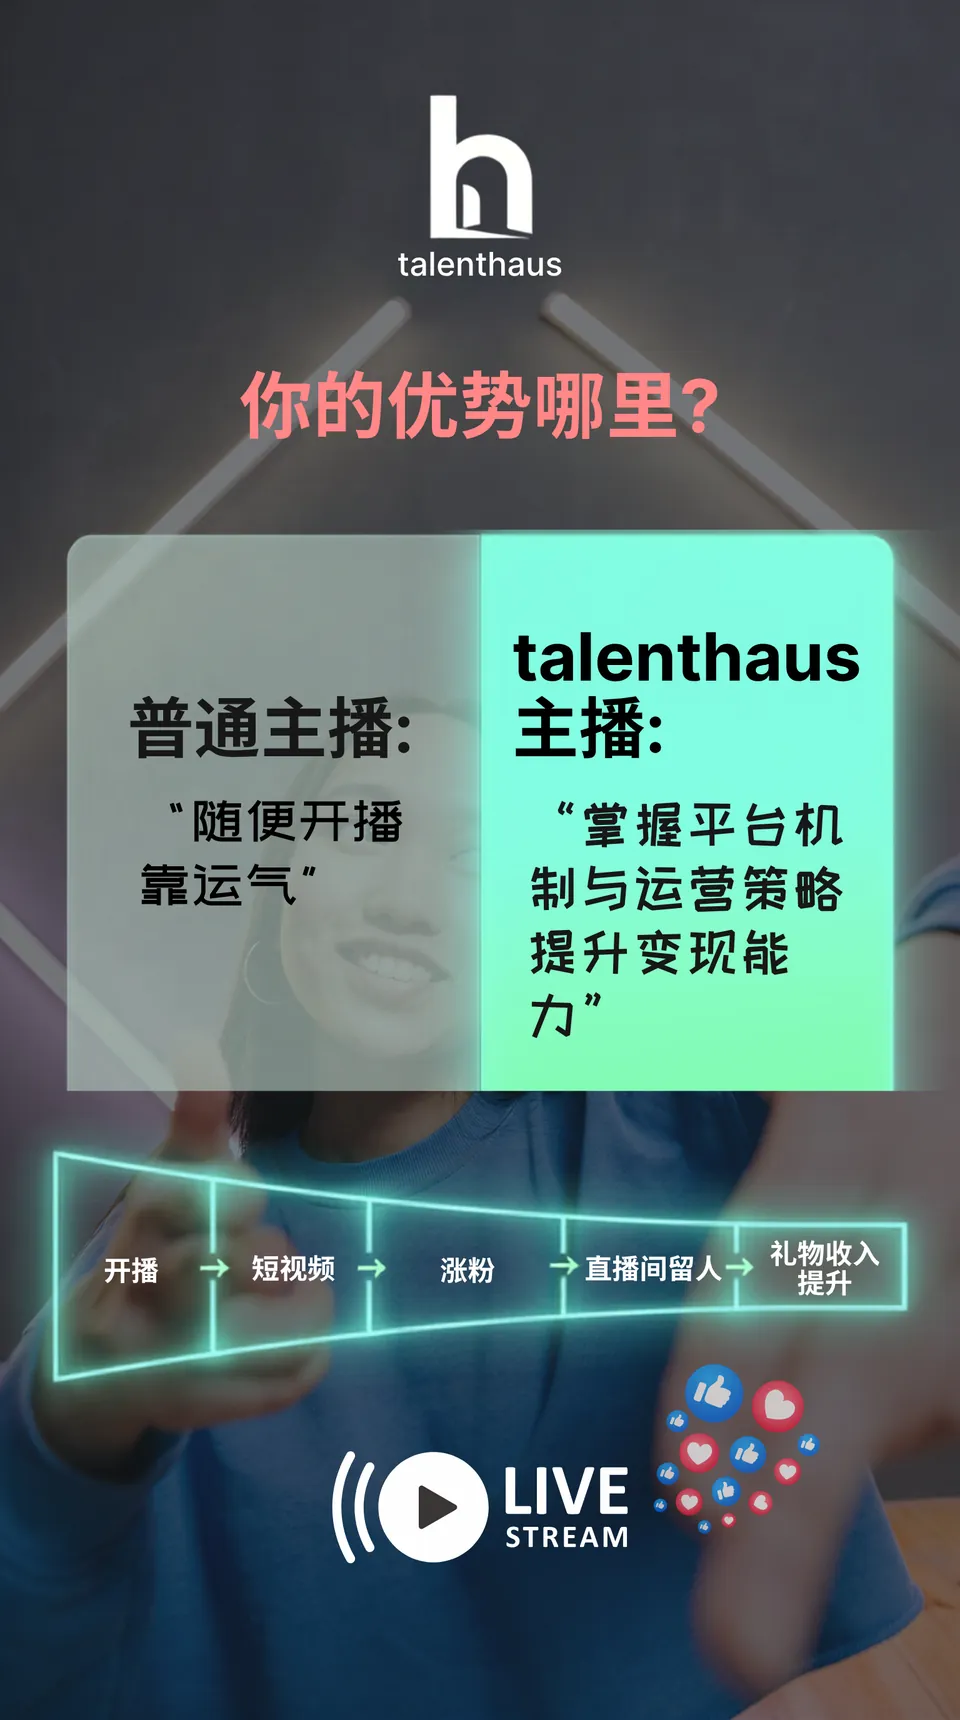 talenthaus
你的优势哪里?
普通主播:
“随便开播
靠运气”
talenthaus
主播:
“掌握平台机
制与运营策略
提升变现能
力”
开播
短视频
涨粉
直播间留人
礼物收入
提升
LIVE
STREAM